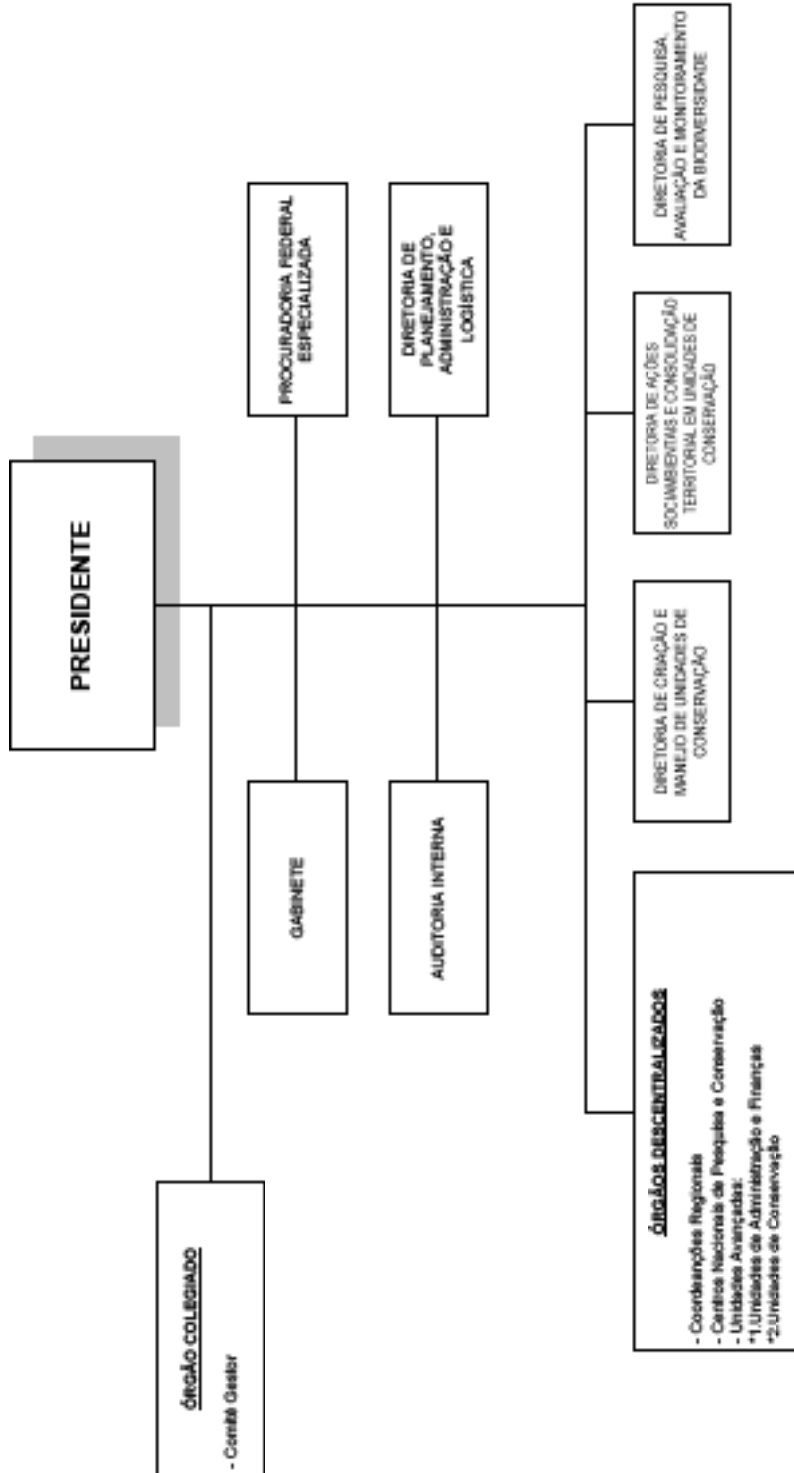 PRESIDENTE
ÓRGÃO COLEGIADO
- Comitê Gestor
GABINETE
PROCURADORIA FEDERAL
ESPECIALIZADA
AUDITORIA INTERNA
DIRETORIA DE
PLANEJAMENTO,
ADMINISTRAÇÃO E
LOGÍSTICA
ÓRGÃOS DESCENTRALIZADOS
- Coordeanções Regionais
- Centros Nacionais de Pesquisa e Conservação
- Unidades Avançadas:
*1.Unidades de Administração e Finanças
*2.Unidades de Conservação
DIRETORIA DE CRIAÇÃO E
MANEJO DE UNIDADES DE
CONSERVAÇÃO
DIRETORIA DE AÇÕES
SOCIAMBIENTAIS E CONSOLIDAÇÃO
TERRITORIAL EM UNIDADES DE
CONSERVAÇÃO
DIRETORIA DE PESQUISA,
AVALIAÇÃO E MONITORAMENTO
DA BIODIVERSIDADE